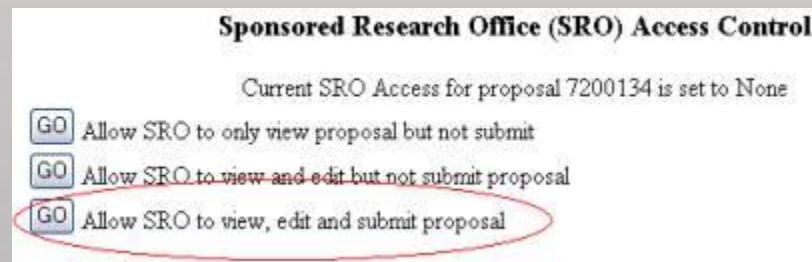 Sponsored Research Office (SRO) Access Control
Current SRO Access for proposal 7200134 is set to None
GO Allow SRO to only view proposal but not submit
GO Allow SRO to view and edit but not submit proposal
GO Allow SRO to view, edit and submit proposal